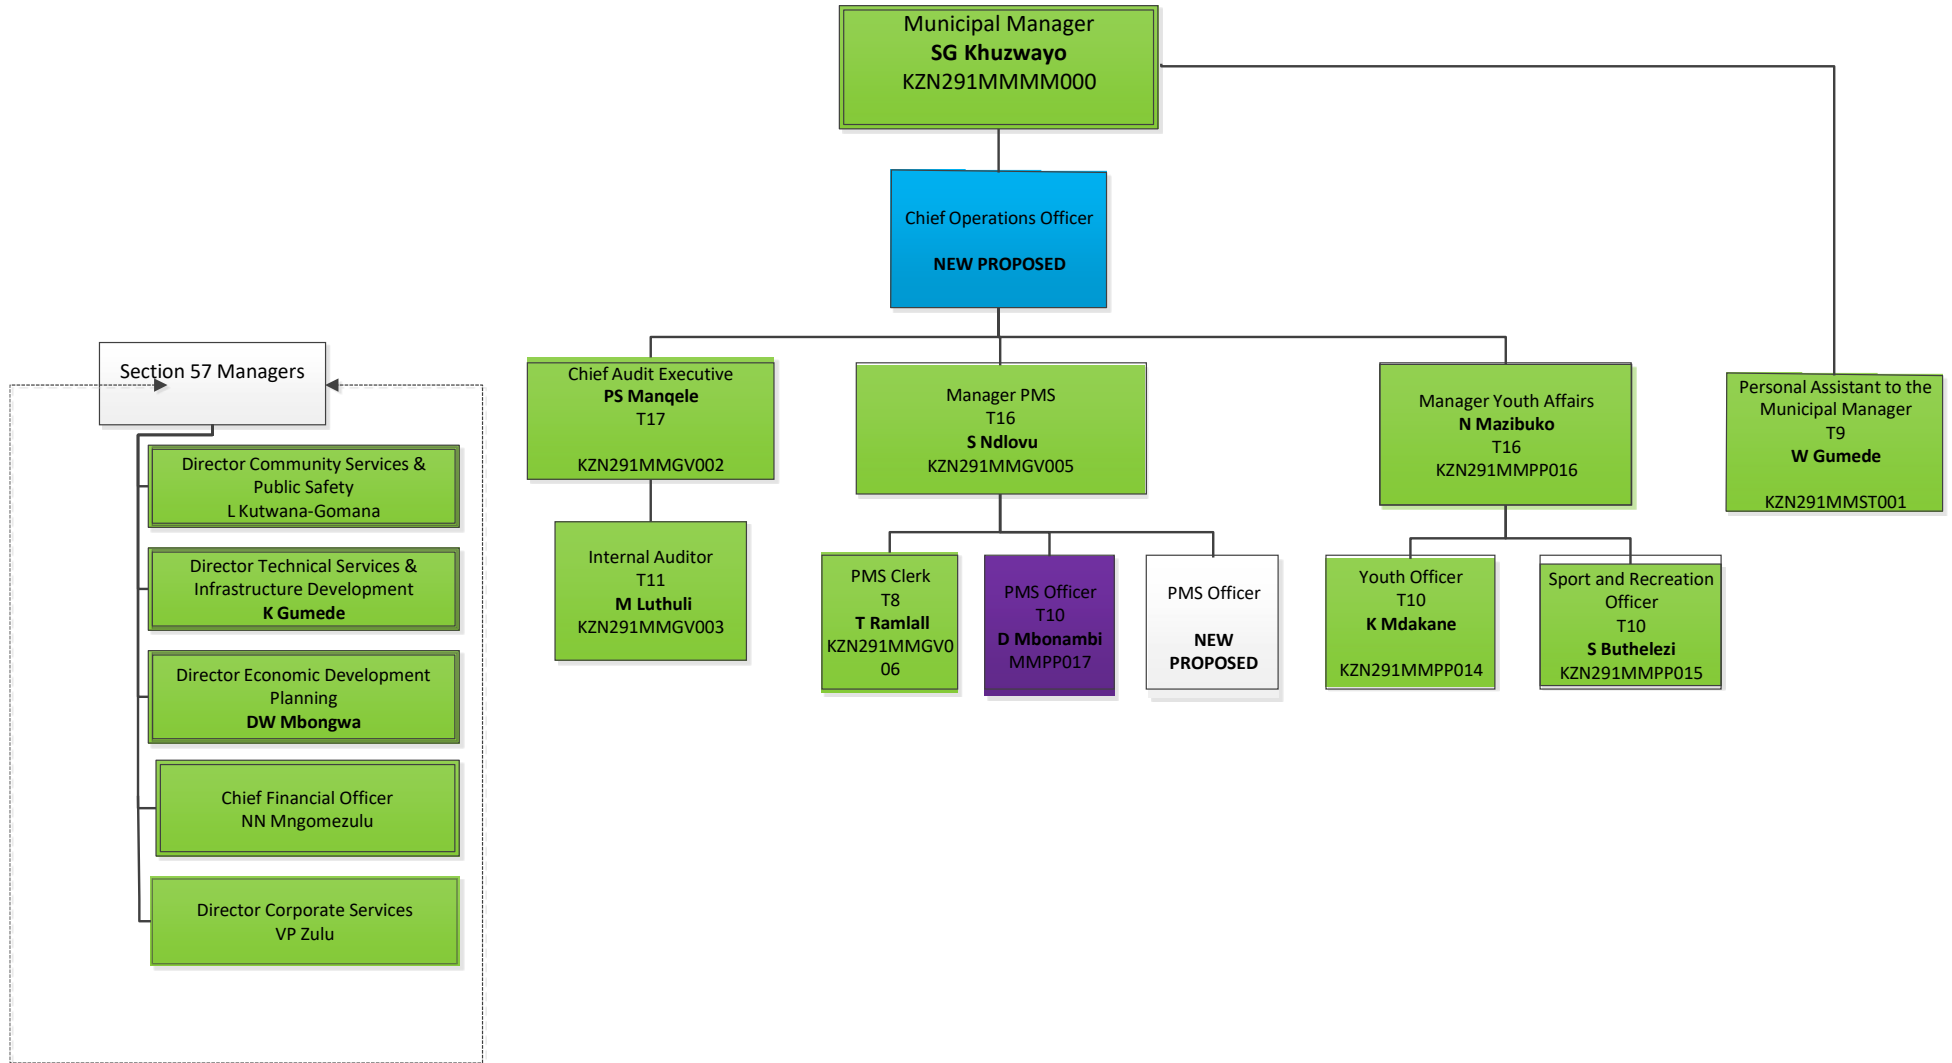 Municipal Manager
SG Khuzwayo
KZN291MMMM000
Chief Operations Officer
NEW PROPOSED
Section 57 Managers
Director Community Services &
Public Safety
L Kutwana-Gomana
Director Technical Services &
Infrastructure Development
K Gumede
Director Economic Development
Planning
DW Mbongwa
Chief Financial Officer
NN Mngomezulu
Director Corporate Services
VP Zulu
Chief Audit Executive
PS Manqele
T17
KZN291MMGV002
Internal Auditor
T11
M Luthuli
KZN291MMGV003
Manager PMS
T16
S Ndlovu
KZN291MMGV005
PMS Clerk
T8
T Ramlall
KZN291MMGV0
06
PMS Officer
T10
D Mbonambi
MMPP017
PMS Officer
NEW
PROPOSED
Manager Youth Affairs
N Mazibuko
T16
KZN291MMPP016
Youth Officer
T10
K Mdakane
KZN291MMPP014
Sport and Recreation
Officer
T10
S Buthelezi
KZN291MMPP015
Personal Assistant to the
Municipal Manager
T9
W Gumede
KZN291MMST001